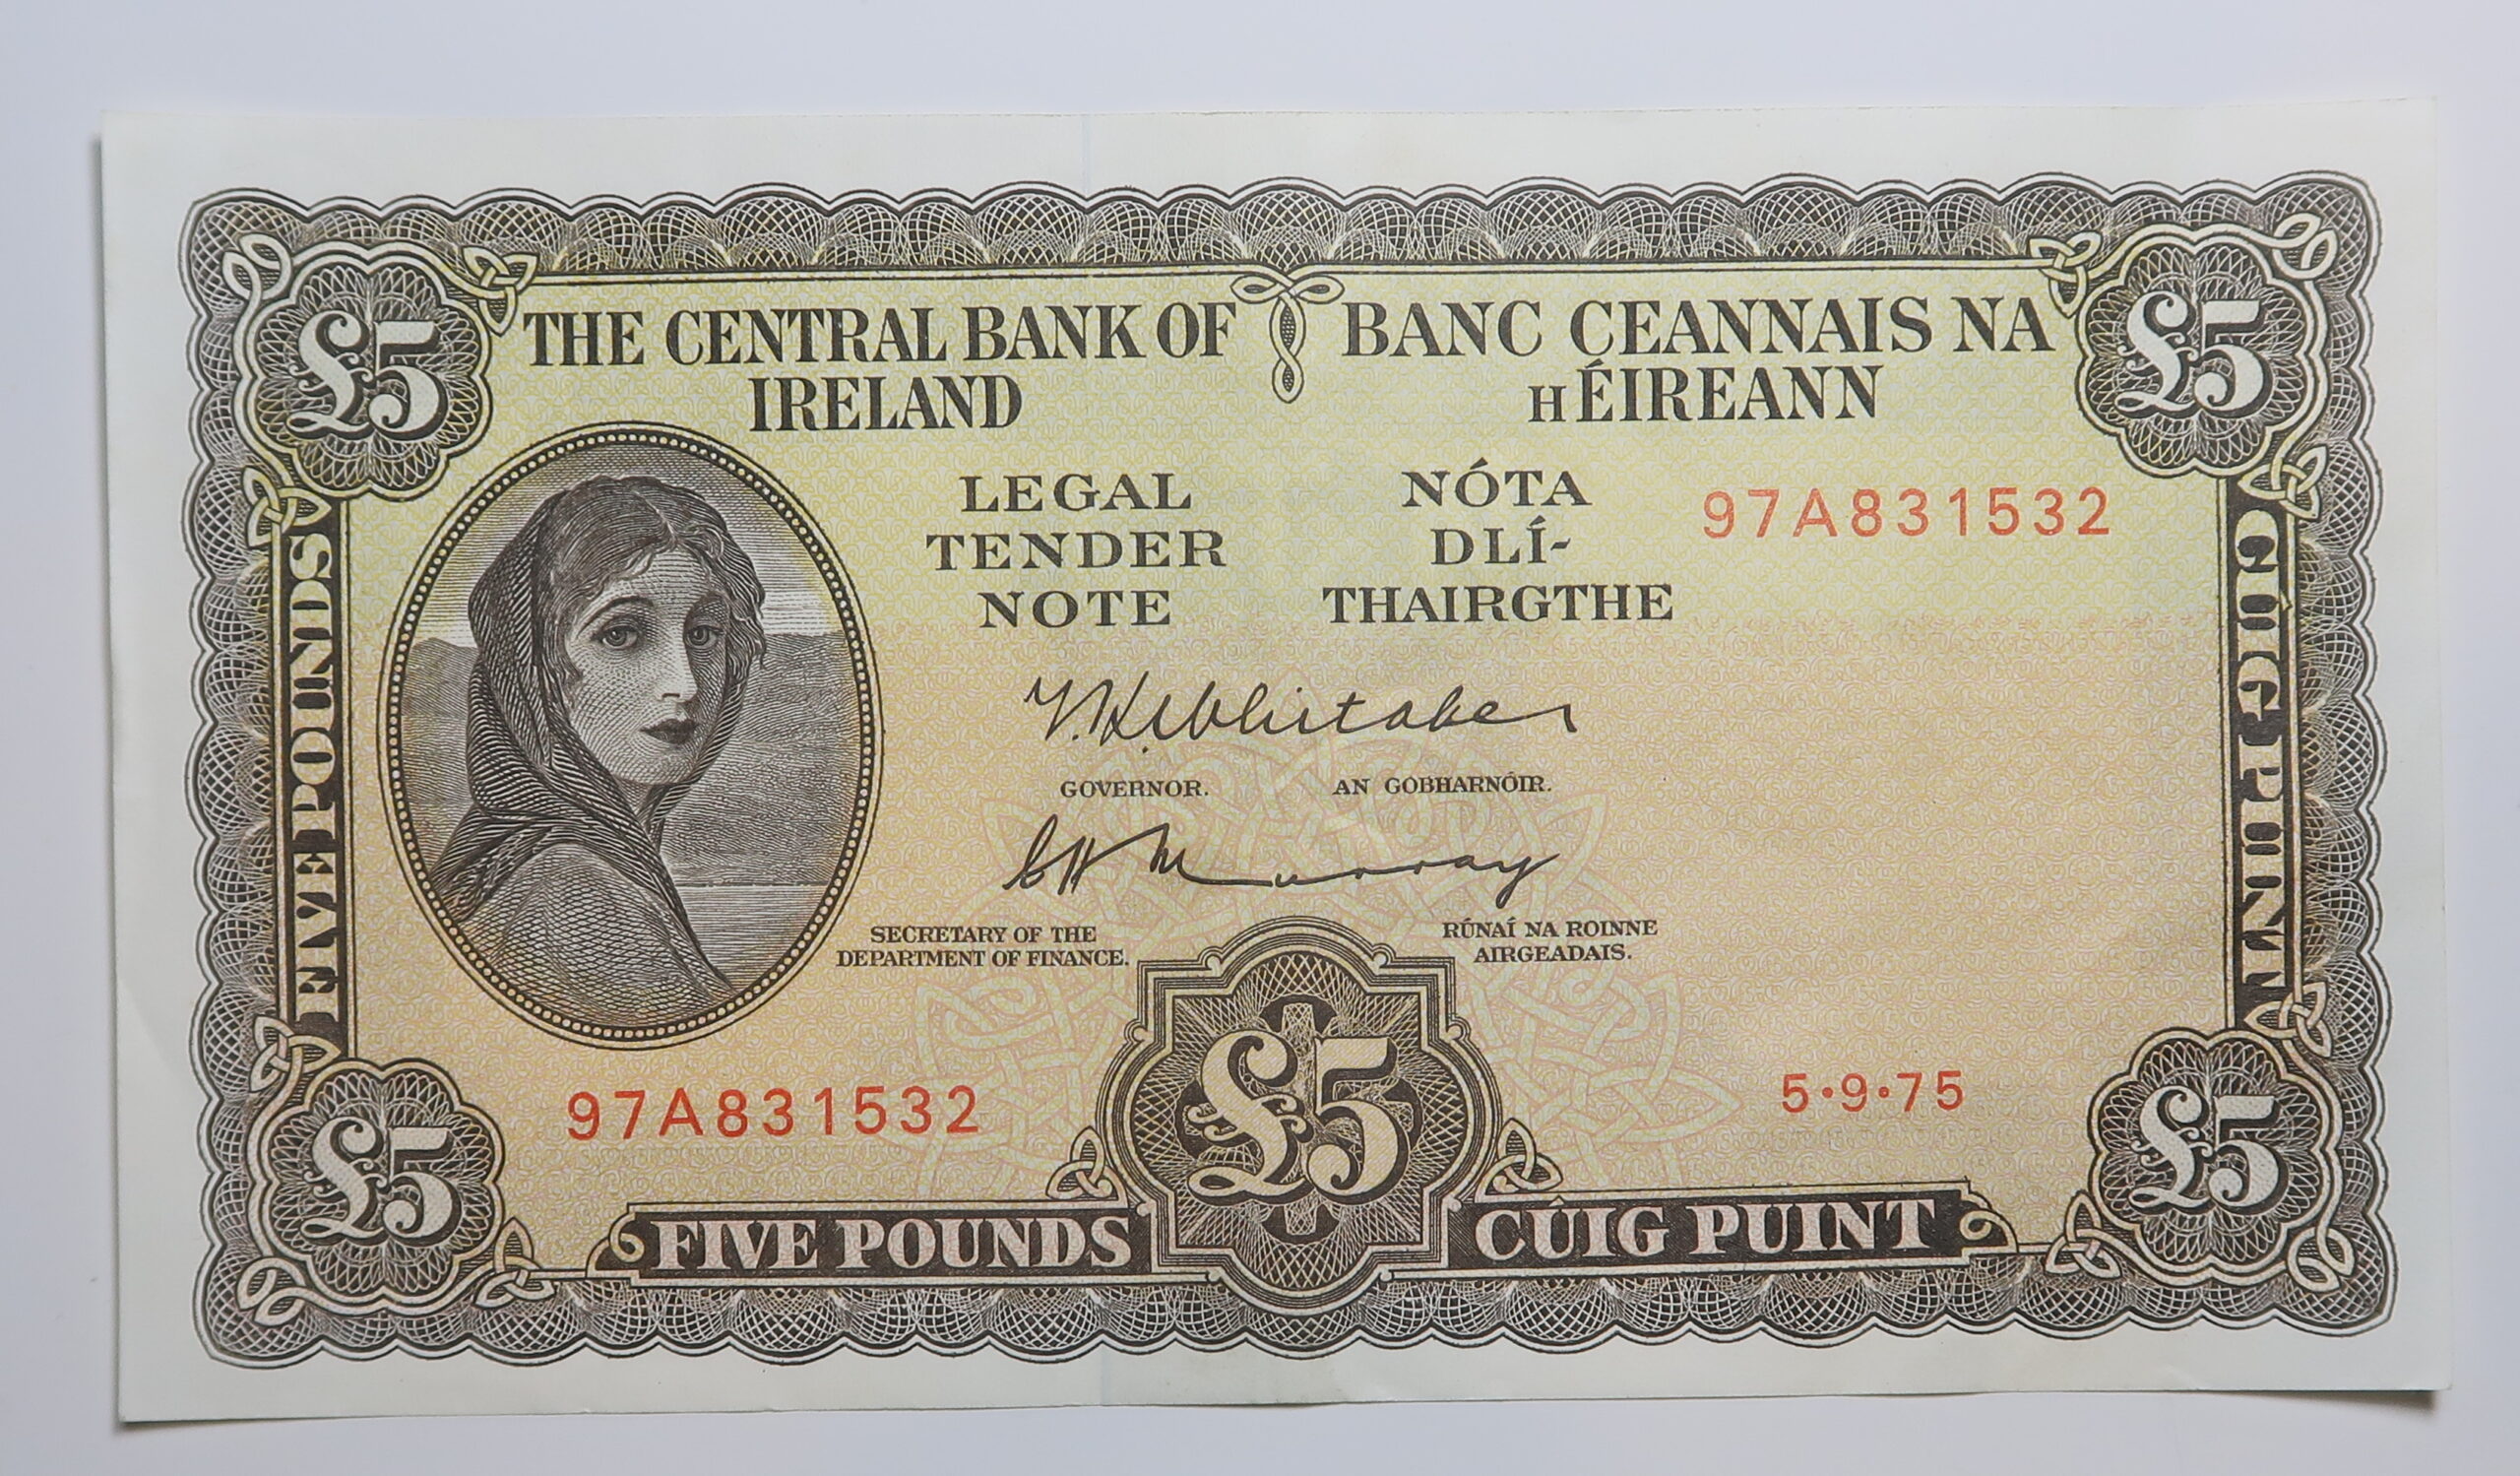 £5
£5
THE CENTRAL BANK OF
IRELAND
BANC CEANNAIS NA
hÉIREANN
LEGAL
TENDER
NOTE
NÓTA
DLÍ-
THAIRGTHE
97A831532
FIVE POUNDS
CÚIG PUINT
T.K. Whitaker
GOVERNOR.
AN GOBHARNÓIR.
C H Murray
SECRETARY OF THE
DEPARTMENT OF FINANCE.
RÚNAÍ NA ROINNE
AIRGEADAIS.
97A831532
5·9·75
£5
£5
£5
FIVE POUNDS
CÚIG PUINT